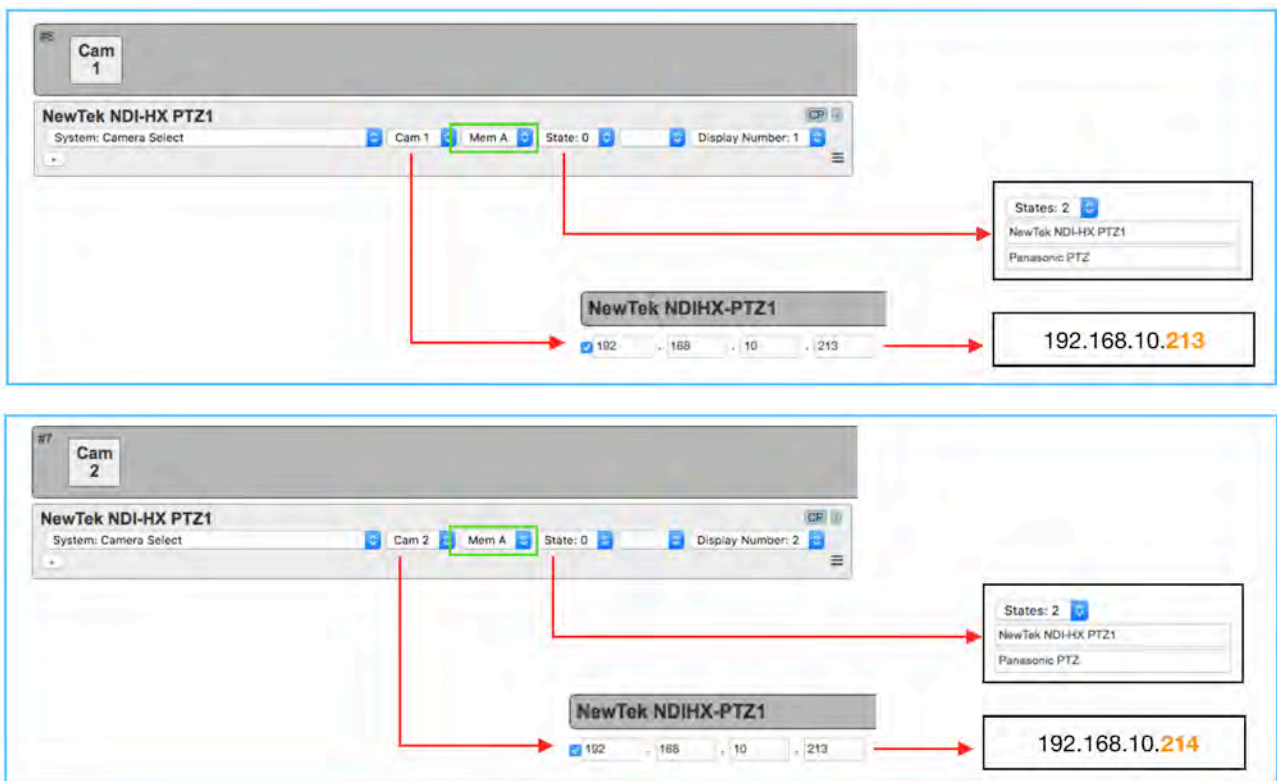 Cam
1
NewTek NDI-HX PTZ1
CP
System: Camera Select Cam 1 Mem A State: 0 Display Number: 1
+
States: 2
NewTek NDI-HX PTZ1
Panasonic PTZ
NewTek NDIHX-PTZ1
192 . 168 . 10 . 213
192.168.10.213
#7
Cam
2
NewTek NDI-HX PTZ1
CP
System: Camera Select Cam 2 Mem A State: 0 Display Number: 2
+
States: 2
NewTek NDI-HX PTZ1
Panasonic PTZ
NewTek NDIHX-PTZ1
192 . 168 . 10 . 213
192.168.10.214